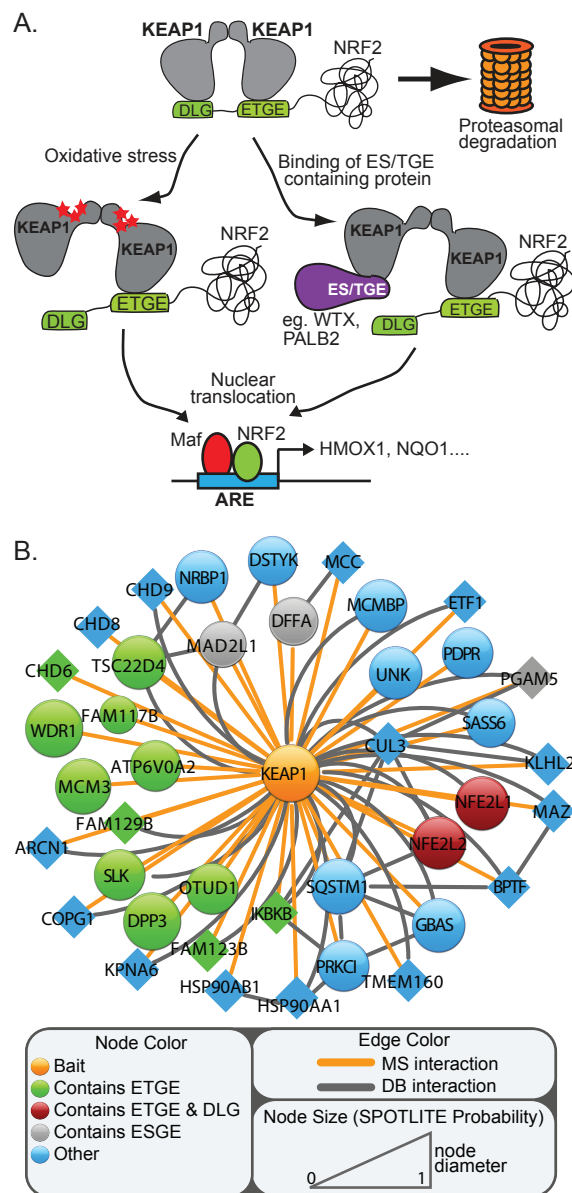 A.
KEAP1 KEAP1
NRF2
DLG ETGE
Proteasomal
degradation
Oxidative stress
Binding of ES/TGE
containing protein
KEAP1
KEAP1
NRF2
ETGE
DLG
KEAP1
KEAP1
NRF2
ES/TGE
ETGE
DLG
eg. WTX,
PALB2
Nuclear
translocation
Maf
NRF2
HMOX1, NQO1....
ARE
B.
DSTYK
MCC
NRBP1
CHD9
MCMBP
ETF1
DFFA
CHD8
MAD2L1
TSC22D4
PDPR
UNK
CHD6
PGAM5
FAM117B
SASS6
WDR1
CUL3
ATP6V0A2
KEAP1
KLHL2
MCM3
NFE2L1
MAZ
FAM129B
NFE2L2
ARCN1
SLK
OTUD1
SQSTM1
BPTF
COPG1
DPP3
IKBKB
GBAS
FAM123B
KPNA6
PRKCI
TMEM160
HSP90AB1
HSP90AA1
Node Color
Bait
Contains ETGE
Contains ETGE & DLG
Contains ESGE
Other
Edge Color
MS interaction
DB interaction
Node Size (SPOTLITE Probability)
node
diameter
0 1